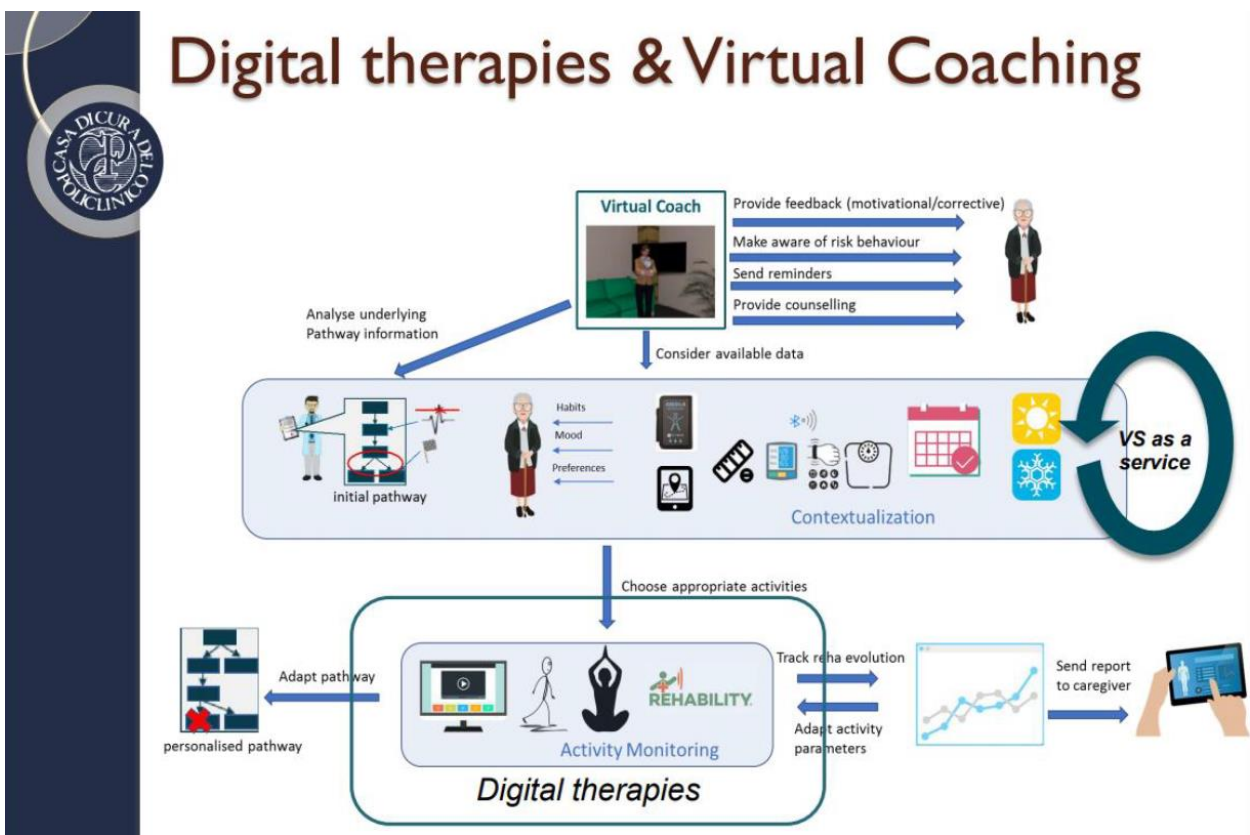 Digital therapies & Virtual Coaching
CASA DI CURA DEL
POLICLINICO
Virtual Coach
Provide feedback (motivational/corrective)
Make aware of risk behaviour
Send reminders
Provide counselling
Analyse underlying
Pathway information
Consider available data
Habits
Mood
Preferences
initial pathway
Contextualization
VS as a
service
Choose appropriate activities
Adapt pathway
personalised pathway
REHABILITY
Activity Monitoring
Digital therapies
Track reha evolution
Adapt activity
parameters
Send report
to caregiver